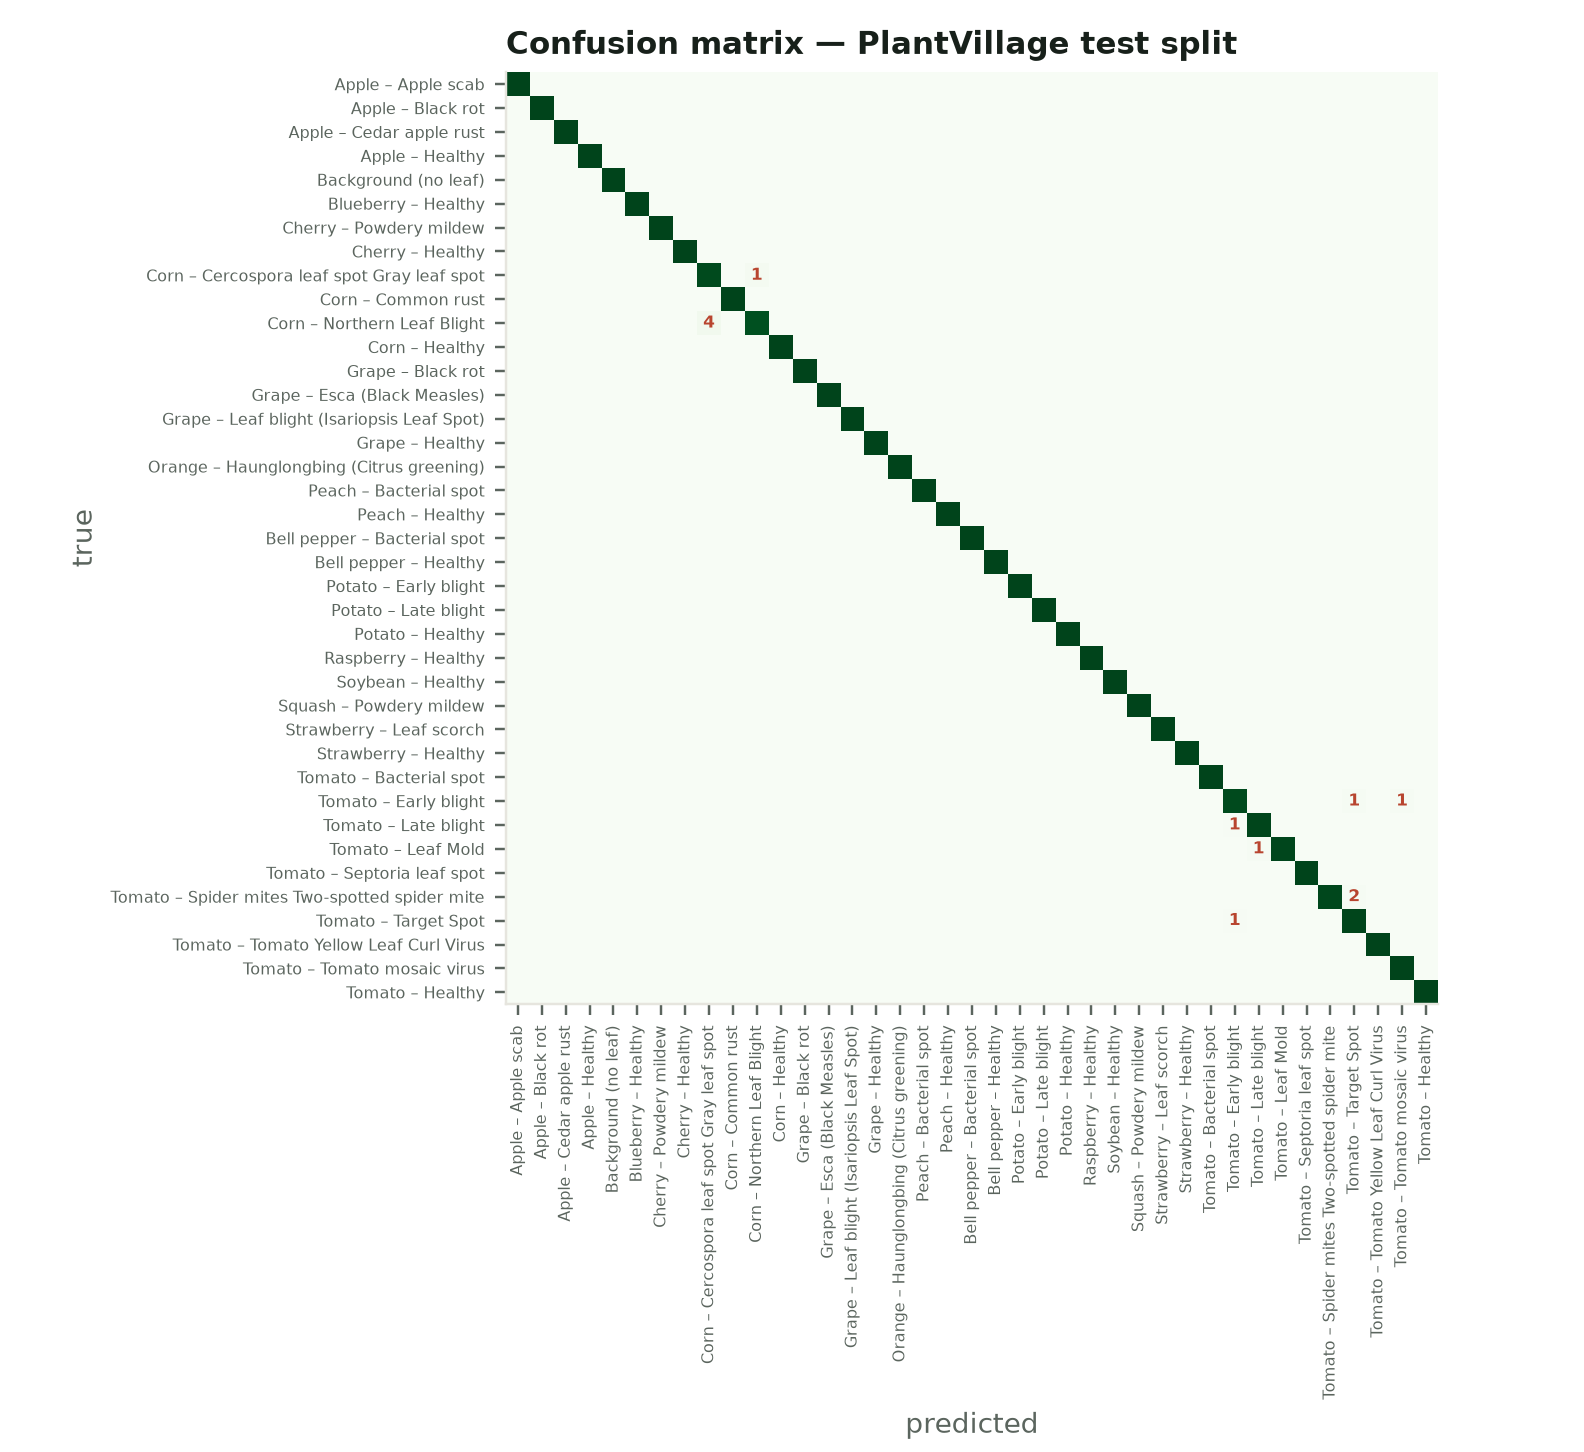 Confusion matrix — PlantVillage test split
Apple – Apple scab
Apple – Black rot
Apple – Cedar apple rust
Apple – Healthy
Background (no leaf)
Blueberry – Healthy
Cherry – Powdery mildew
Cherry – Healthy
Corn – Cercospora leaf spot Gray leaf spot 1
Corn – Common rust
Corn – Northern Leaf Blight 4
Corn – Healthy
Grape – Black rot
Grape – Esca (Black Measles)
Grape – Leaf blight (Isariopsis Leaf Spot)
Grape – Healthy
Orange – Haunglongbing (Citrus greening)
Peach – Bacterial spot
Peach – Healthy
Bell pepper – Bacterial spot
Bell pepper – Healthy
Potato – Early blight
Potato – Late blight
Potato – Healthy
Raspberry – Healthy
Soybean – Healthy
Squash – Powdery mildew
Strawberry – Leaf scorch
Strawberry – Healthy
Tomato – Bacterial spot
Tomato – Early blight 1 1
Tomato – Late blight 1
Tomato – Leaf Mold 1
Tomato – Septoria leaf spot
Tomato – Spider mites Two-spotted spider mite 2
Tomato – Target Spot 1
Tomato – Tomato Yellow Leaf Curl Virus
Tomato – Tomato mosaic virus
Tomato – Healthy
true
Apple – Apple scab
Apple – Black rot
Apple – Cedar apple rust
Apple – Healthy
Background (no leaf)
Blueberry – Healthy
Cherry – Powdery mildew
Cherry – Healthy
Corn – Cercospora leaf spot Gray leaf spot
Corn – Common rust
Corn – Northern Leaf Blight
Corn – Healthy
Grape – Black rot
Grape – Esca (Black Measles)
Grape – Leaf blight (Isariopsis Leaf Spot)
Grape – Healthy
Orange – Haunglongbing (Citrus greening)
Peach – Bacterial spot
Peach – Healthy
Bell pepper – Bacterial spot
Bell pepper – Healthy
Potato – Early blight
Potato – Late blight
Potato – Healthy
Raspberry – Healthy
Soybean – Healthy
Squash – Powdery mildew
Strawberry – Leaf scorch
Strawberry – Healthy
Tomato – Bacterial spot
Tomato – Early blight
Tomato – Late blight
Tomato – Leaf Mold
Tomato – Septoria leaf spot
Tomato – Spider mites Two-spotted spider mite
Tomato – Target Spot
Tomato – Tomato Yellow Leaf Curl Virus
Tomato – Tomato mosaic virus
Tomato – Healthy
predicted